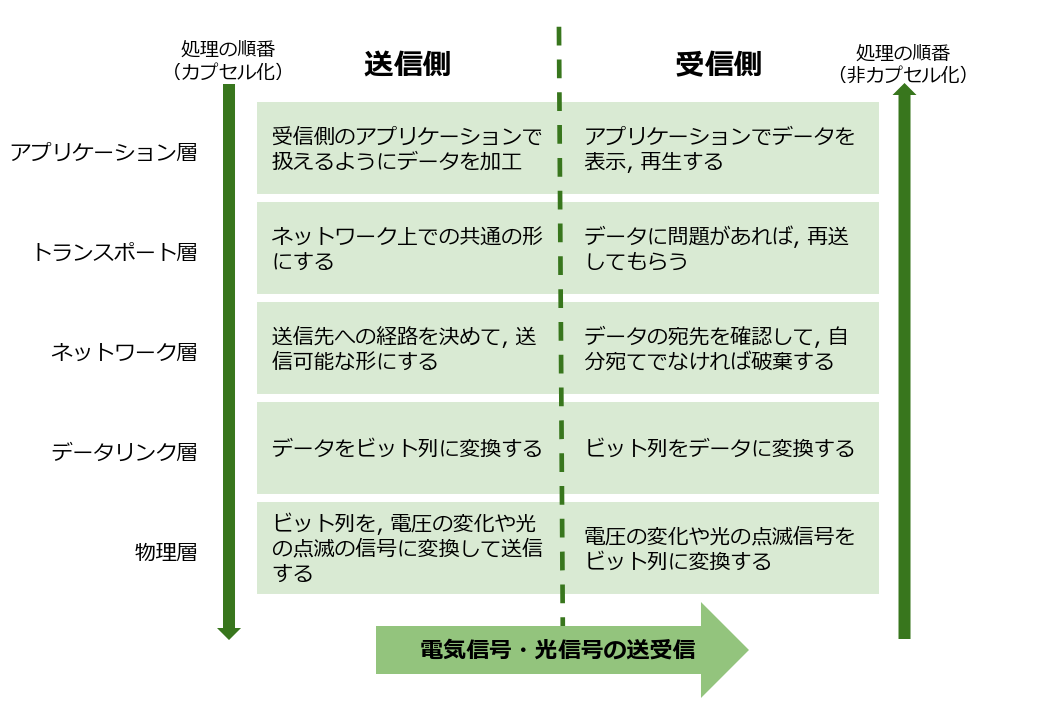 処理の順番
（カプセル化）
送信側
受信側
処理の順番
（非カプセル化）
アプリケーション層
受信側のアプリケーションで
扱えるようにデータを加工
アプリケーションでデータを
表示, 再生する
トランスポート層
ネットワーク上での共通の形
にする
データに問題があれば, 再送
してもらう
ネットワーク層
送信先への経路を決めて, 送
信可能な形にする
データの宛先を確認して, 自
分宛てでなければ破棄する
データリンク層
データをビット列に変換する
ビット列をデータに変換する
物理層
ビット列を, 電圧の変化や光
の点滅の信号に変換して送信
する
電圧の変化や光の点滅信号を
ビット列に変換する
電気信号・光信号の送受信